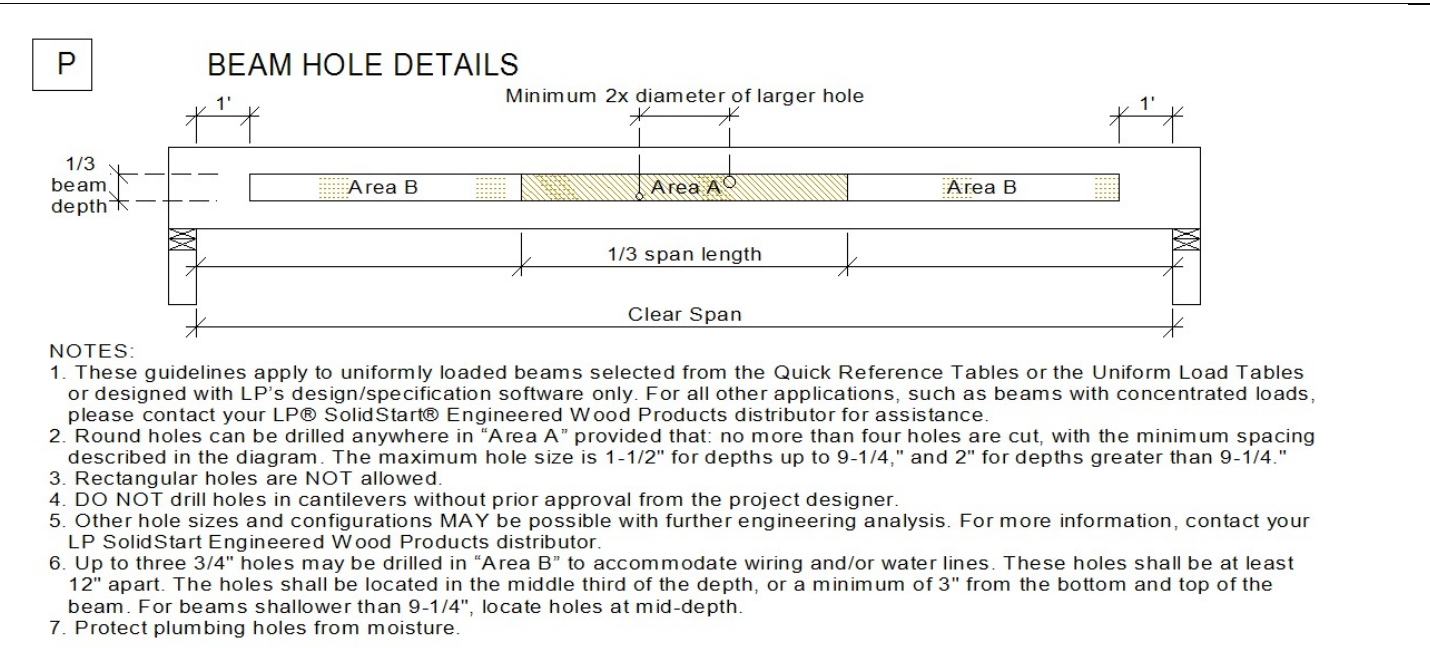 P
BEAM HOLE DETAILS
Minimum 2x diameter of larger hole
1'
1'
1/3
beam
depth
Area B
Area A
Area B
1/3 span length
Clear Span
NOTES:
1. These guidelines apply to uniformly loaded beams selected from the Quick Reference Tables or the Uniform Load Tables
or designed with LP's design/specification software only. For all other applications, such as beams with concentrated loads,
please contact your LP® SolidStart® Engineered Wood Products distributor for assistance.
2. Round holes can be drilled anywhere in “Area A” provided that: no more than four holes are cut, with the minimum spacing
described in the diagram. The maximum hole size is 1-1/2" for depths up to 9-1/4," and 2" for depths greater than 9-1/4."
3. Rectangular holes are NOT allowed.
4. DO NOT drill holes in cantilevers without prior approval from the project designer.
5. Other hole sizes and configurations MAY be possible with further engineering analysis. For more information, contact your
LP SolidStart Engineered Wood Products distributor.
6. Up to three 3/4" holes may be drilled in “Area B” to accommodate wiring and/or water lines. These holes shall be at least
12" apart. The holes shall be located in the middle third of the depth, or a minimum of 3" from the bottom and top of the
beam. For beams shallower than 9-1/4", locate holes at mid-depth.
7. Protect plumbing holes from moisture.